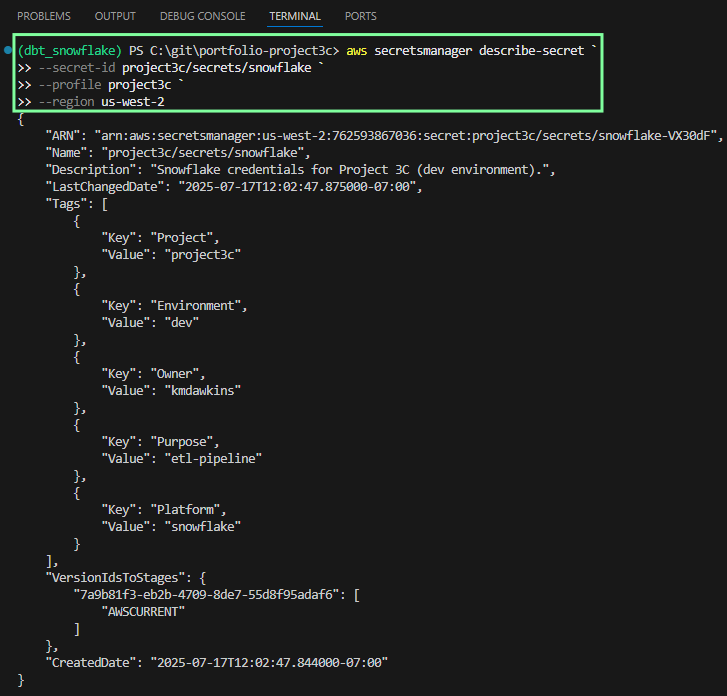 PROBLEMS OUTPUT DEBUG CONSOLE TERMINAL PORTS
(dbt_snowflake) PS C:\git\portfolio-project3c> aws secretsmanager describe-secret `
>> --secret-id project3c/secrets/snowflake `
>> --profile project3c `
>> --region us-west-2
{
    "ARN": "arn:aws:secretsmanager:us-west-2:762593867036:secret:project3c/secrets/snowflake-VX30dF",
    "Name": "project3c/secrets/snowflake",
    "Description": "Snowflake credentials for Project 3C (dev environment).",
    "LastChangedDate": "2025-07-17T12:02:47.875000-07:00",
    "Tags": [
        {
            "Key": "Project",
            "Value": "project3c"
        },
        {
            "Key": "Environment",
            "Value": "dev"
        },
        {
            "Key": "Owner",
            "Value": "kmdawkins"
        },
        {
            "Key": "Purpose",
            "Value": "etl-pipeline"
        },
        {
            "Key": "Platform",
            "Value": "snowflake"
        }
    ],
    "VersionIdsToStages": {
        "7a9b81f3-eb2b-4709-8de7-55d8f95adaf6": [
            "AWSCURRENT"
        ]
    },
    "CreatedDate": "2025-07-17T12:02:47.844000-07:00"
}